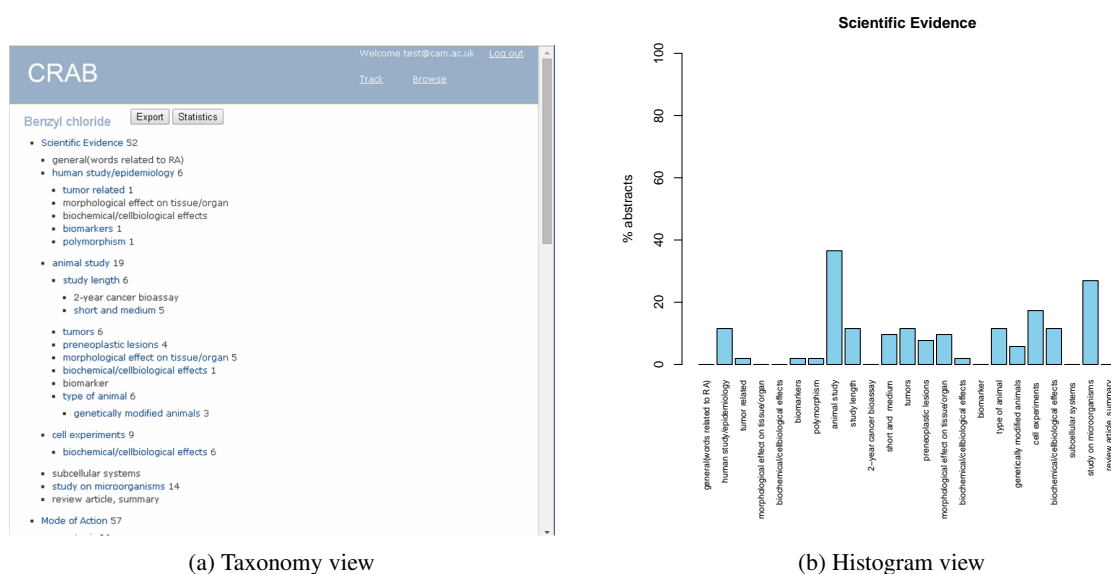 CRAB
Welcome test@cam.ac.uk Log out
Track Browse
Benzyl chloride Export Statistics
Scientific Evidence 52
general(words related to RA)
human study/epidemiology 6
tumor related 1
morphological effect on tissue/organ
biochemical/cellbiological effects
biomarkers 1
polymorphism 1
animal study 19
study length 6
2-year cancer bioassay
short and medium 5
tumors 6
preneoplastic lesions 4
morphological effect on tissue/organ 5
biochemical/cellbiological effects 1
biomarker
type of animal 6
genetically modified animals 3
cell experiments 9
biochemical/cellbiological effects 6
subcellular systems
study on microorganisms 14
review article, summary
Mode of Action 57
(a) Taxonomy view
Scientific Evidence
% abstracts
100
80
60
40
20
0
general(words related to RA)
human study/epidemiology
tumor related
morphological effect on tissue/organ
biochemical/cellbiological effects
biomarkers
polymorphism
animal study
study length
2−year cancer bioassay
short and medium
tumors
preneoplastic lesions
morphological effect on tissue/organ
biochemical/cellbiological effects
biomarker
type of animal
genetically modified animals
cell experiments
biochemical/cellbiological effects
subcellular systems
study on microorganisms
review article, summary
(b) Histogram view